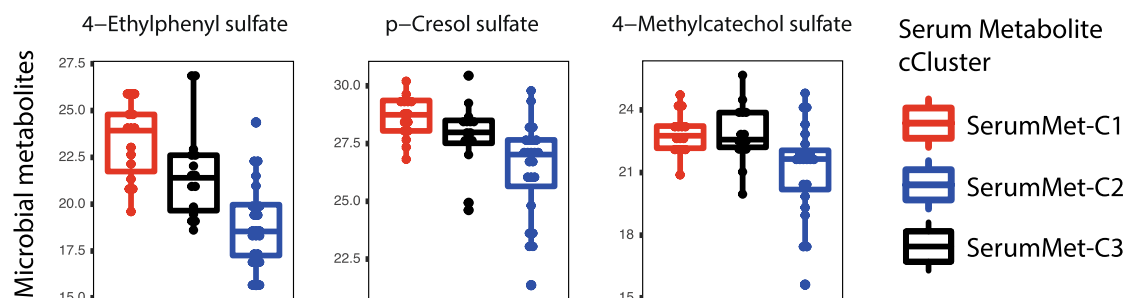 4−Ethylphenyl sulfate
p−Cresol sulfate
4−Methylcatechol sulfate
Serum Metabolite
cCluster
Microbial metabolites
27.5
25.0
22.5
20.0
17.5
15.0
30.0
27.5
25.0
22.5
24
21
18
15
SerumMet-C1
SerumMet-C2
SerumMet-C3